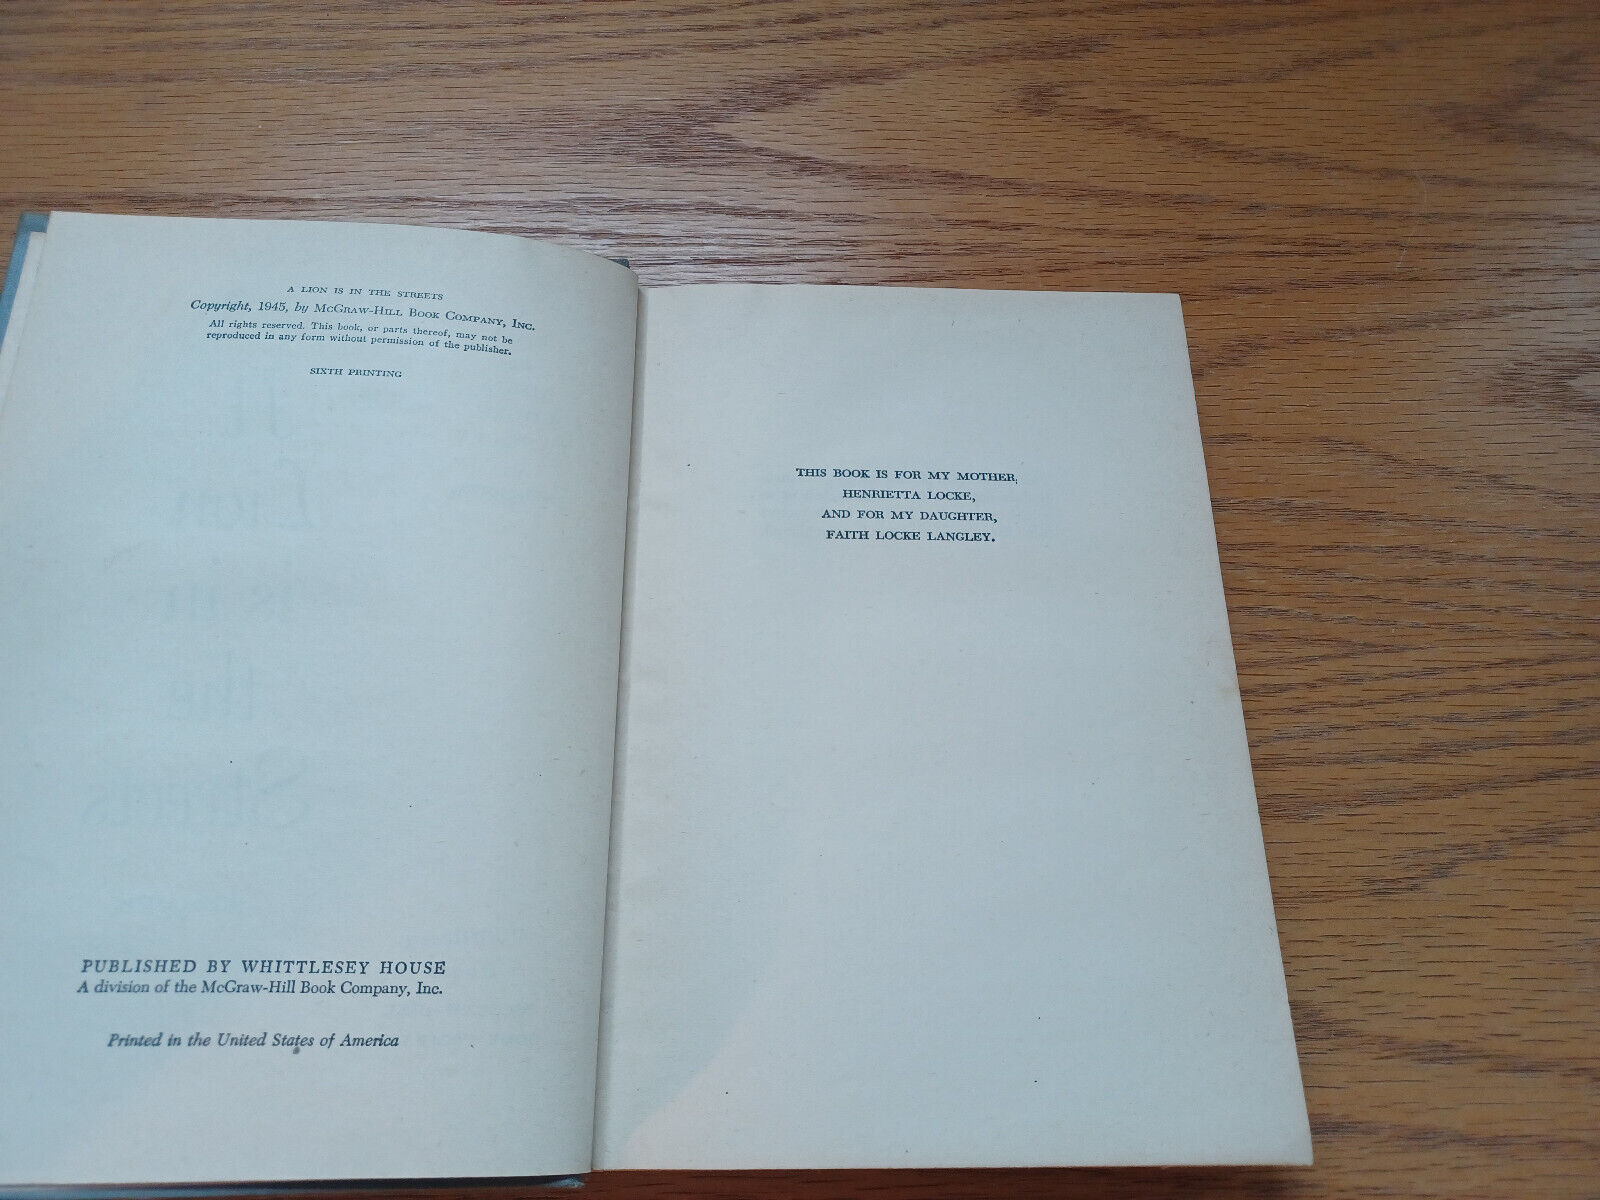 A LION IS IN THE STREETS
Copyright, 1945, by McGraw-Hill Book Company, Inc.
All rights reserved. This book, or parts thereof, may not be
reproduced in any form without permission of the publisher.
SIXTH PRINTING
PUBLISHED BY WHITTLESEY HOUSE
A division of the McGraw-Hill Book Company, Inc.
Printed in the United States of America
THIS BOOK IS FOR MY MOTHER,
HENRIETTA LOCKE,
AND FOR MY DAUGHTER,
FAITH LOCKE LANGLEY.